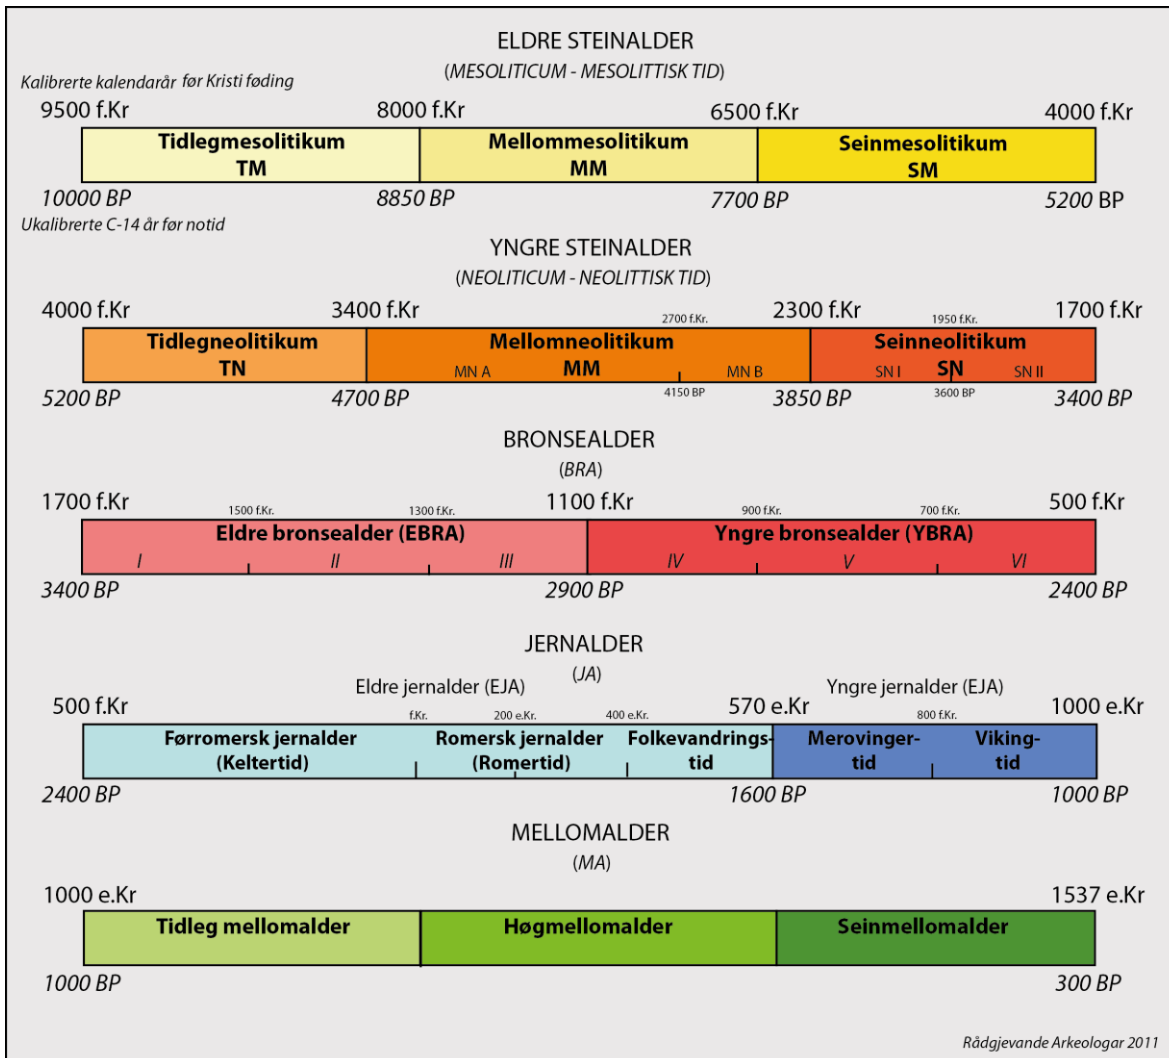 ELDRE STEINALDER
(MESOLITICUM - MESOLITTISK TID)
Kalibrerte kalendarår før Kristi føding
9500 f.Kr 8000 f.Kr 6500 f.Kr 4000 f.Kr
Tidlegmesolitikum Mellommesolitikum Seinmesolitikum
TM MM SM
10000 BP 8850 BP 7700 BP 5200 BP
Ukalibrerte C-14 år før notid
YNGRE STEINALDER
(NEOLITICUM - NEOLITTISK TID)
4000 f.Kr 3400 f.Kr 2700 f.Kr. 2300 f.Kr 1950 f.Kr. 1700 f.Kr
Tidlegneolitikum Mellomneolitikum Seinneolitikum
TN MN A MM MN B SN I SN SN II
5200 BP 4700 BP 4150 BP 3850 BP 3600 BP 3400 BP
BRONSEALDER
(BRA)
1700 f.Kr 1500 f.Kr. 1300 f.Kr. 1100 f.Kr 900 f.Kr. 700 f.Kr. 500 f.Kr
Eldre bronsealder (EBRA) Yngre bronsealder (YBRA)
I II III IV V VI
3400 BP 2900 BP 2400 BP
JERNALDER
(JA)
Eldre jernalder (EJA) Yngre jernalder (EJA)
500 f.Kr f.Kr. 200 e.Kr. 400 e.Kr. 570 e.Kr 800 f.Kr. 1000 e.Kr
Førromersk jernalder Romersk jernalder Folkevandrings- Merovinger- Viking-
(Keltertid) (Romertid) tid tid tid
2400 BP 1600 BP 1000 BP
MELLOMALDER
(MA)
1000 e.Kr 1537 e.Kr
Tidleg mellomalder Høgmellomalder Seinmellomalder
1000 BP 300 BP
Rådgjevande Arkeologar 2011